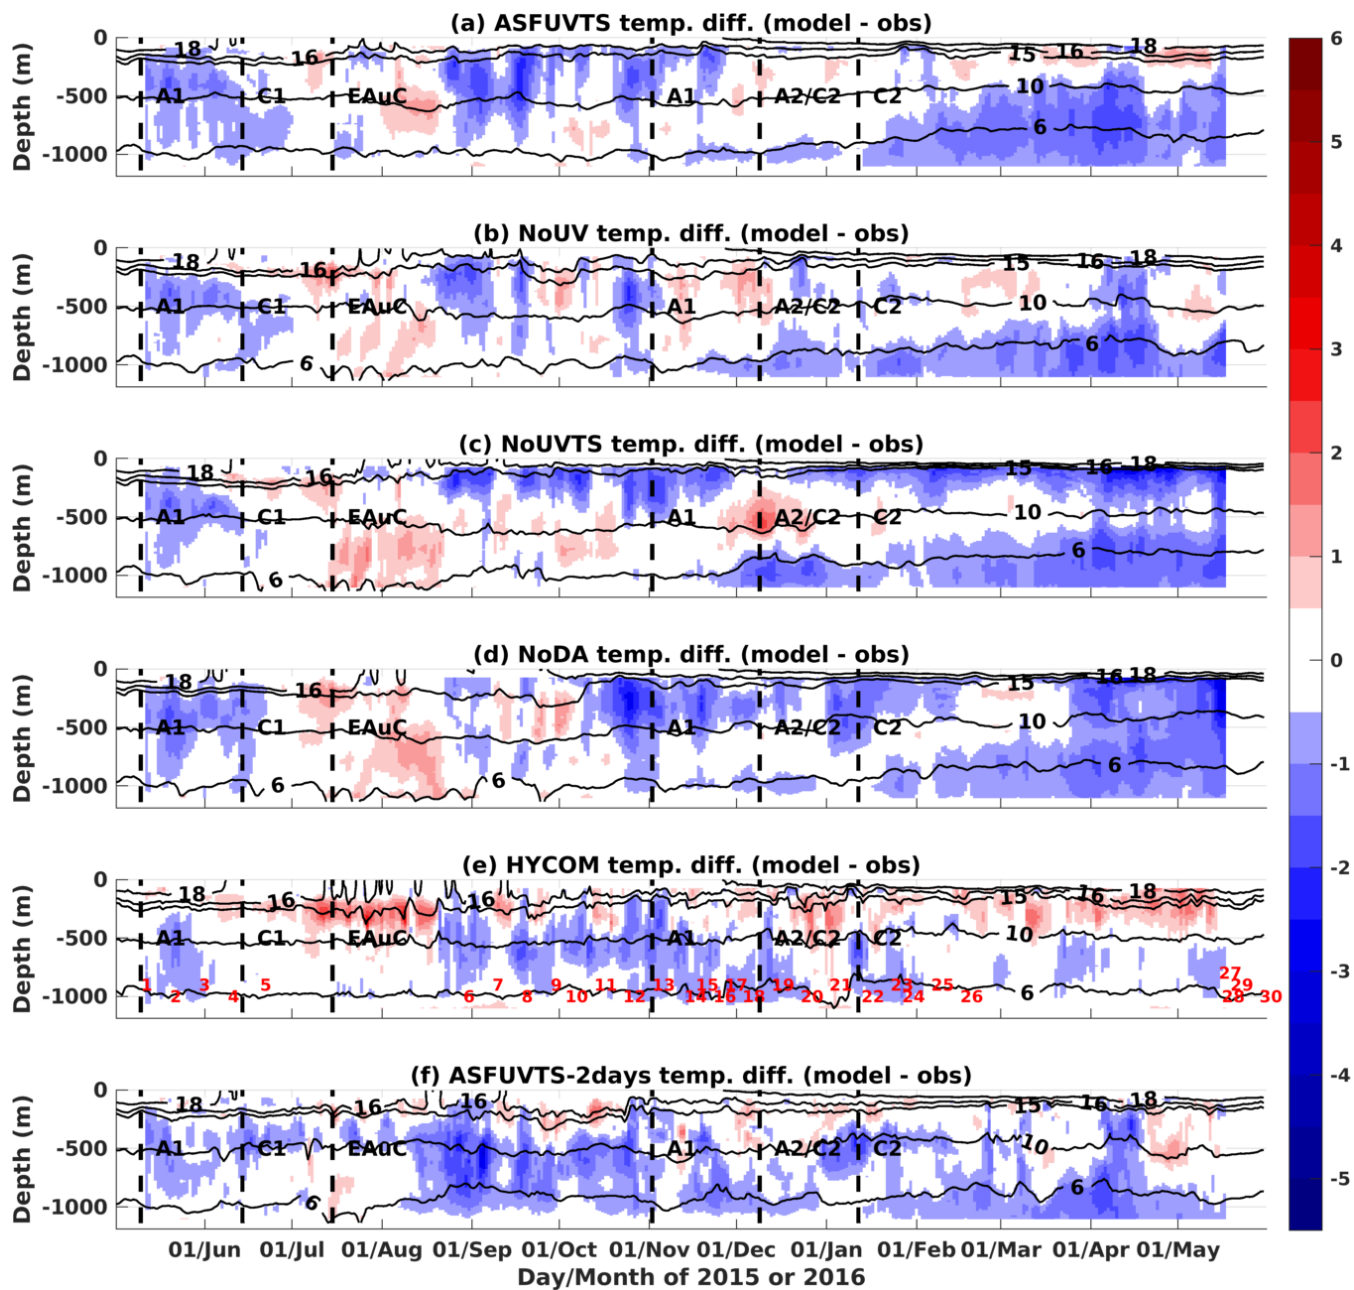 (a) ASFUVTS temp. diff. (model - obs)
0
-500
-1000
Depth (m)
18
16
15
16
18
10
6
A1
C1
EAuC
A1
A2/C2
C2
(b) NoUV temp. diff. (model - obs)
0
-500
-1000
Depth (m)
18
16
15
16
18
10
6
6
A1
C1
EAuC
A1
A2/C2
C2
(c) NoUVTS temp. diff. (model - obs)
0
-500
-1000
Depth (m)
18
16
15
16
18
10
6
6
A1
C1
EAuC
A1
A2/C2
C2
(d) NoDA temp. diff. (model - obs)
0
-500
-1000
Depth (m)
18
16
15
16
18
10
6
6
6
A1
C1
EAuC
A1
A2/C2
C2
(e) HYCOM temp. diff. (model - obs)
0
-500
-1000
Depth (m)
18
16
16
15
16
18
10
6
A1
C1
EAuC
A1
A2/C2
C2
1
2
3
4
5
6
7
8
9
10
11
12
13
14
15
16
17
18
19
20
21
22
23
24
25
26
27
28
29
29
30
(f) ASFUVTS-2days temp. diff. (model - obs)
0
-500
-1000
Depth (m)
18
16
16
15
16
18
10
6
6
A1
C1
EAuC
A1
A2/C2
C2
01/Jun 01/Jul 01/Aug 01/Sep 01/Oct 01/Nov 01/Dec 01/Jan 01/Feb 01/Mar 01/Apr 01/May
Day/Month of 2015 or 2016
6
5
4
3
2
1
0
-1
-2
-3
-4
-5